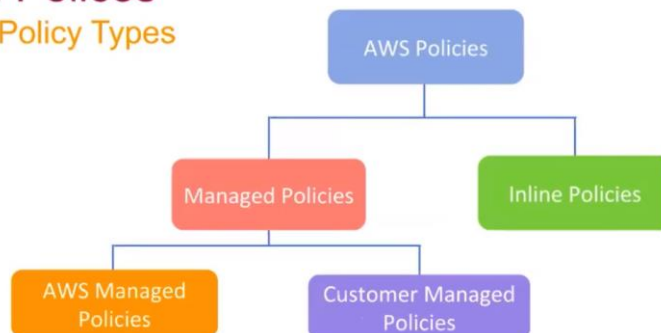 Policy Types
AWS Policies
Managed Policies
Inline Policies
AWS Managed
Policies
Customer Managed
Policies